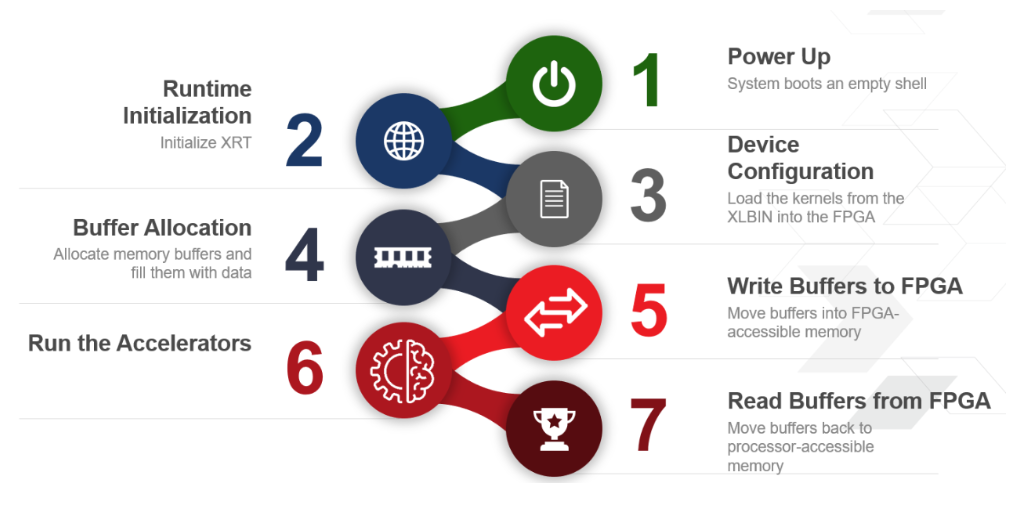 1
Power Up
System boots an empty shell
2
Runtime
Initialization
Initialize XRT
3
Device
Configuration
Load the kernels from the
XLBIN into the FPGA
4
Buffer Allocation
Allocate memory buffers and
fill them with data
5
Write Buffers to FPGA
Move buffers into FPGA-
accessible memory
6
Run the Accelerators
7
Read Buffers from FPGA
Move buffers back to
processor-accessible
memory